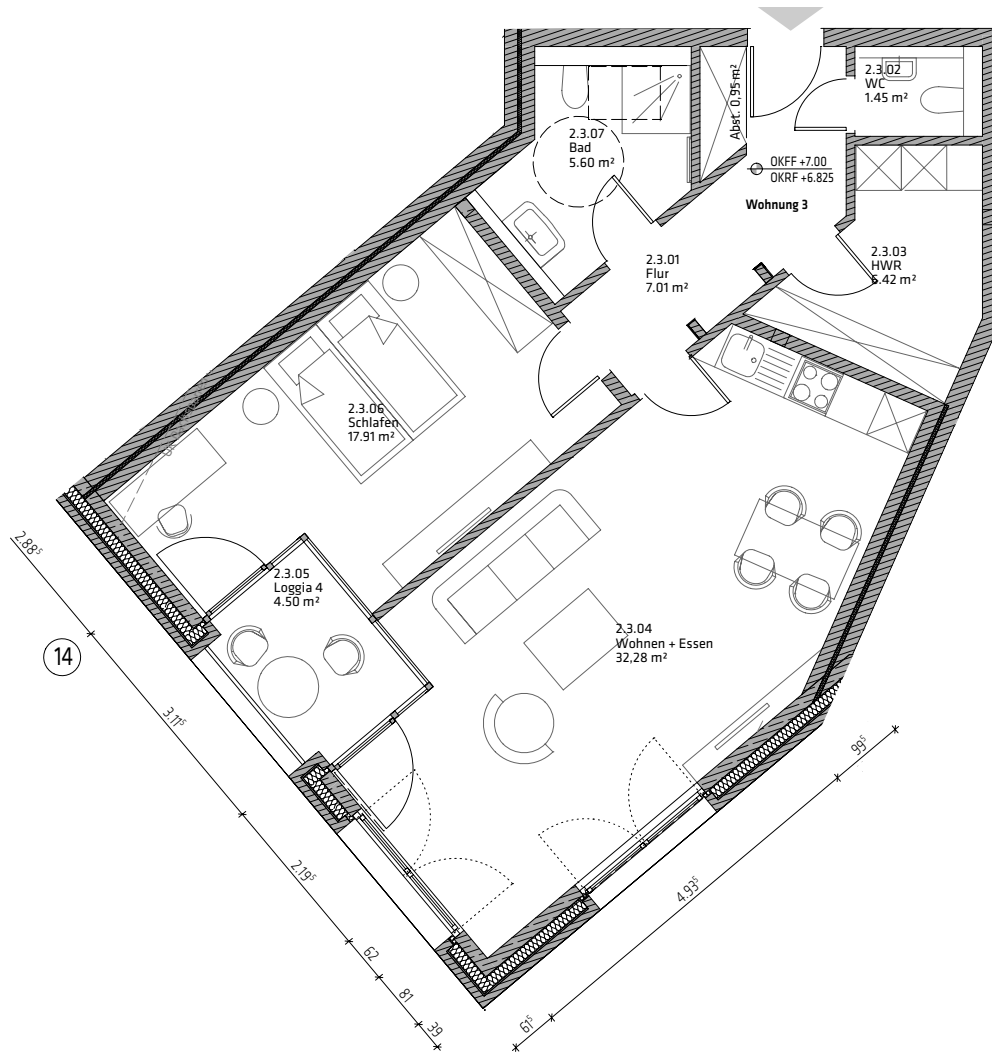 2.3.02
WC
1.45 m²
Abst. 0,95 m²
2.3.07
Bad
5.60 m²
OKFF +7.00
OKRF +6.825
Wohnung 3
2.3.01
Flur
7.01 m²
2.3.03
HWR
6.42 m²
2.3.06
Schlafen
17.91 m²
2.3.05
Loggia 4
4.50 m²
2.3.04
Wohnen + Essen
32,28 m²
14
2.88⁵
3.11⁵
2.19⁵
62
81
39
61⁵
4.93⁵
99⁵